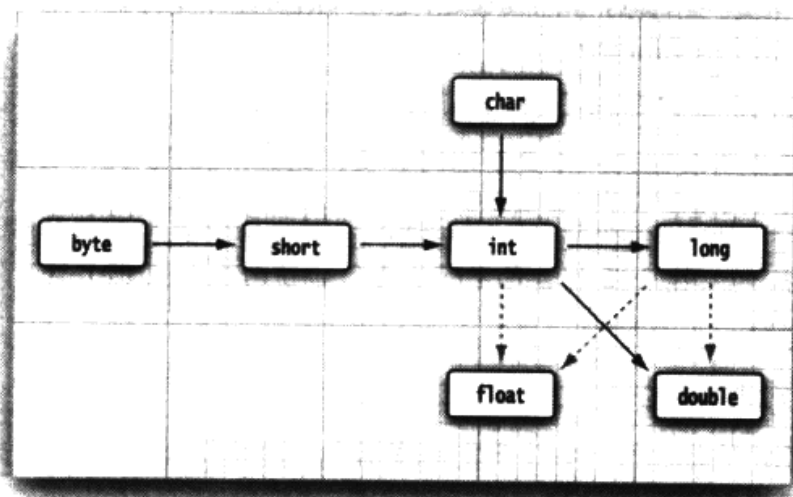 char
byte
short
int
long
float
double